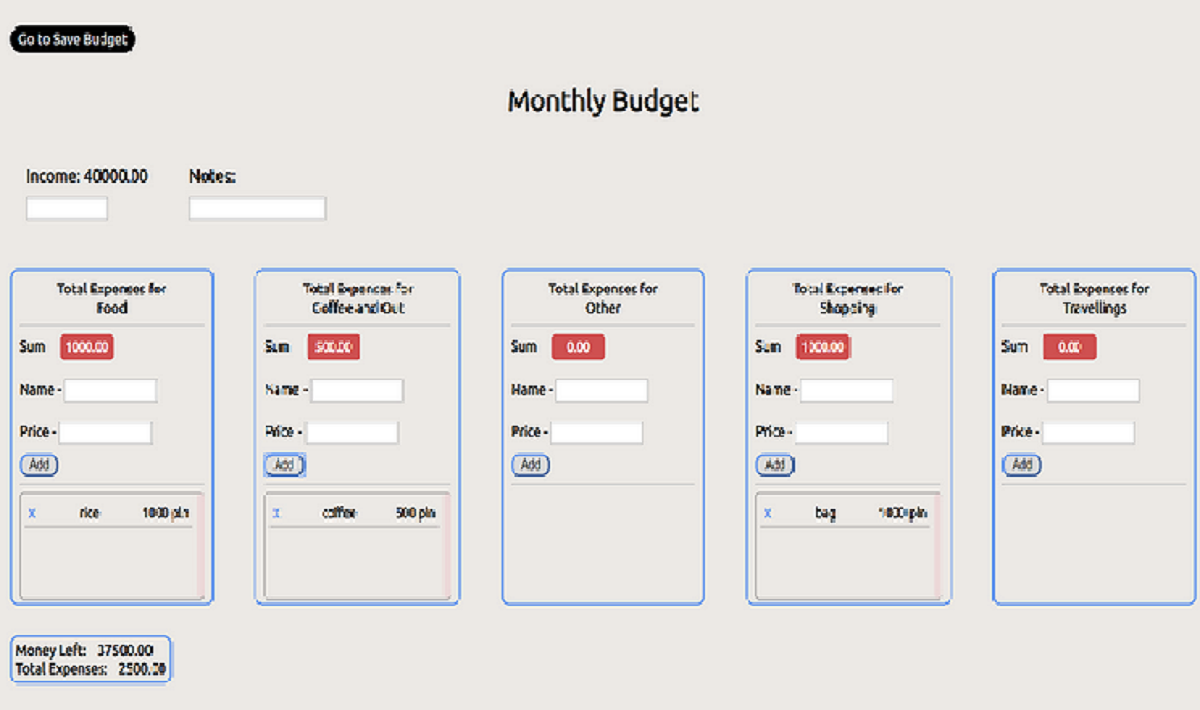 Go to Save Budget
Monthly Budget
Income: 40000.00 Notes:
Total Expenses for
Food
Sum 1000.00
Name -
Price -
Add
x rice 1000 pln
Total Expences for
Coffee and Out
Sum 500.00
Name -
Price -
Add
x coffee 500 pln
Total Expenses for
Other
Sum 0.00
Name -
Price -
Add
Total Expenses for
Shopping
Sum 1000.00
Name -
Price -
Add
x bag 1000 pln
Total Expenses for
Travellings
Sum 0.00
Name -
Price -
Add
Money Left: 37500.00
Total Expenses: 2500.00